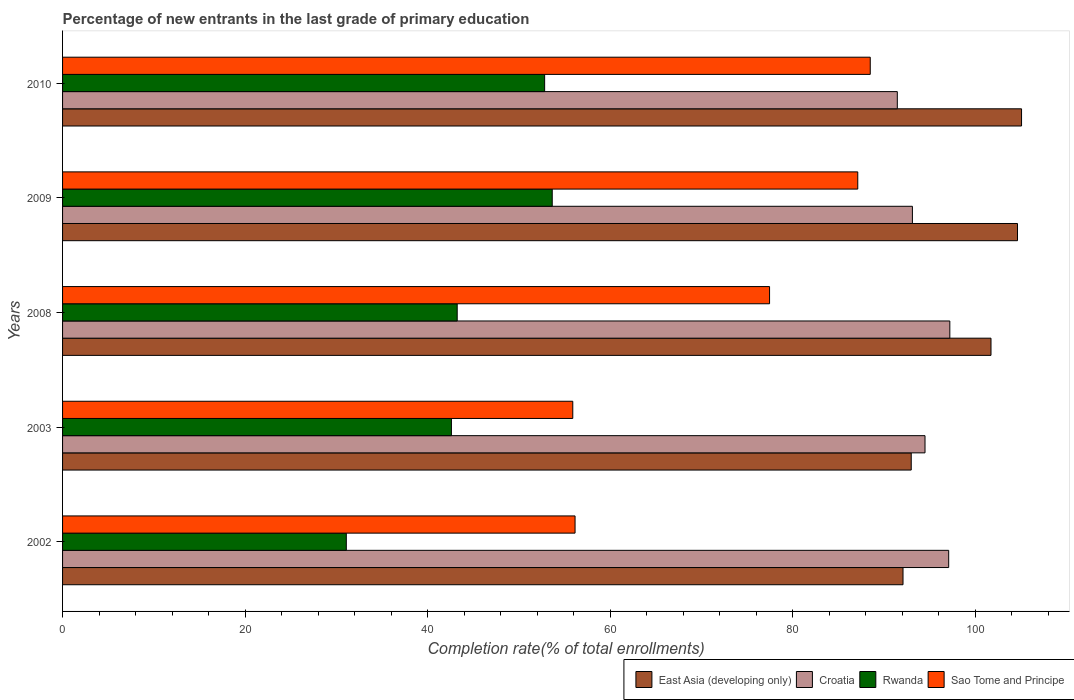 Percentage of new entrants in the last grade of primary education
2010
2009
2008
2003
2002
Years
0
20
40
60
80
100
Completion rate(% of total enrollments)
East Asia (developing only)
Croatia
Rwanda
Sao Tome and Principe